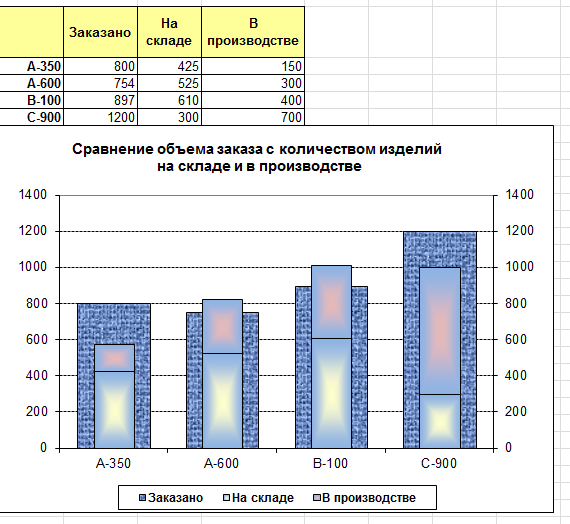 Заказано На складе В производстве
А-350 800 425 150
А-600 754 525 300
В-100 897 610 400
С-900 1200 300 700
Сравнение объема заказа с количеством изделий
на складе и в производстве
1400 1400
1200 1200
1000 1000
800 800
600 600
400 400
200 200
0 0
А-350 А-600 В-100 С-900
Заказано На складе В производстве